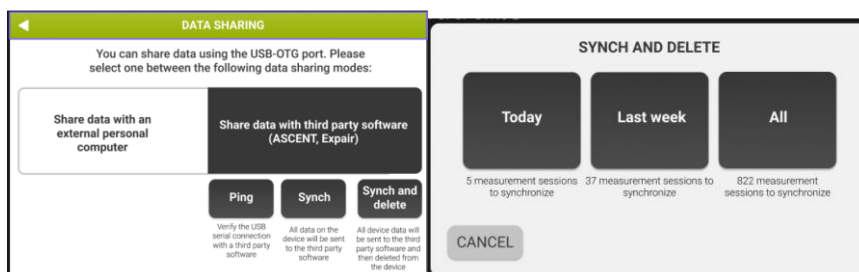 DATA SHARING
You can share data using the USB-OTG port. Please
select one between the following data sharing modes:
Share data with an
external personal
computer
Share data with third party software
(ASCENT, Expair)
Ping
Verify the USB
serial connection
with a third party
software
Synch
All data on the
device will be sent
to the third party
software
Synch and
delete
All device data will
be sent to the third
party software and
then deleted from
the device
SYNCH AND DELETE
Today
5 measurement sessions
to synchronize
Last week
37 measurement sessions to
synchronize
All
822 measurement
sessions to synchronize
CANCEL